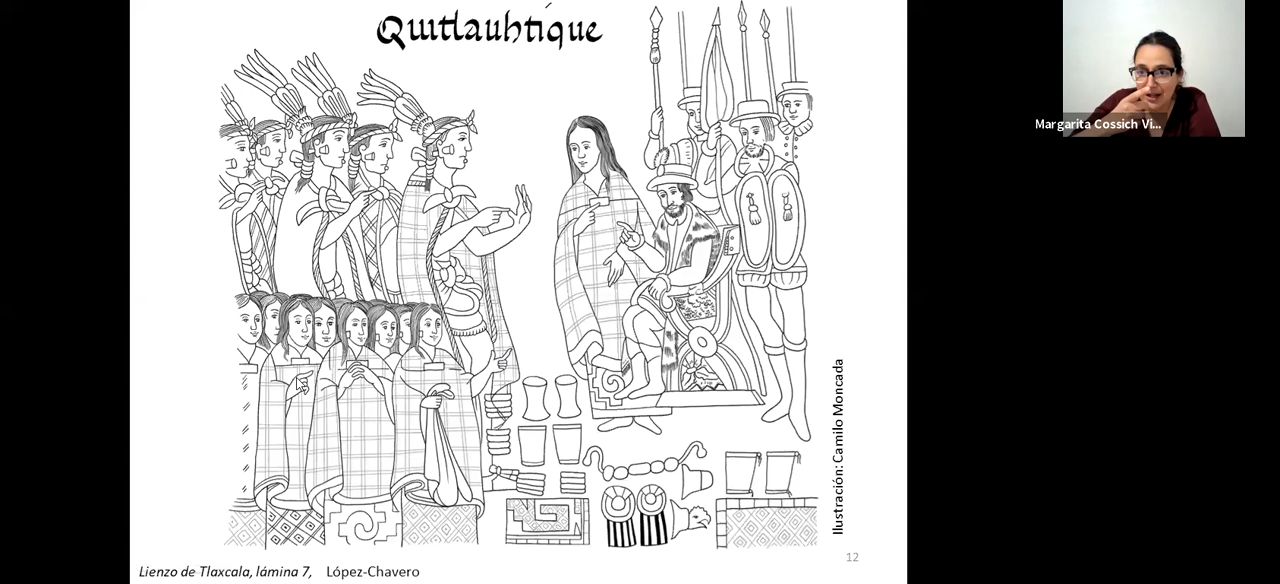 Quitlauhtique
Margarita Cossich Vi...
Ilustración: Camilo Moncada
12
Lienzo de Tlaxcala, lámina 7, López-Chavero